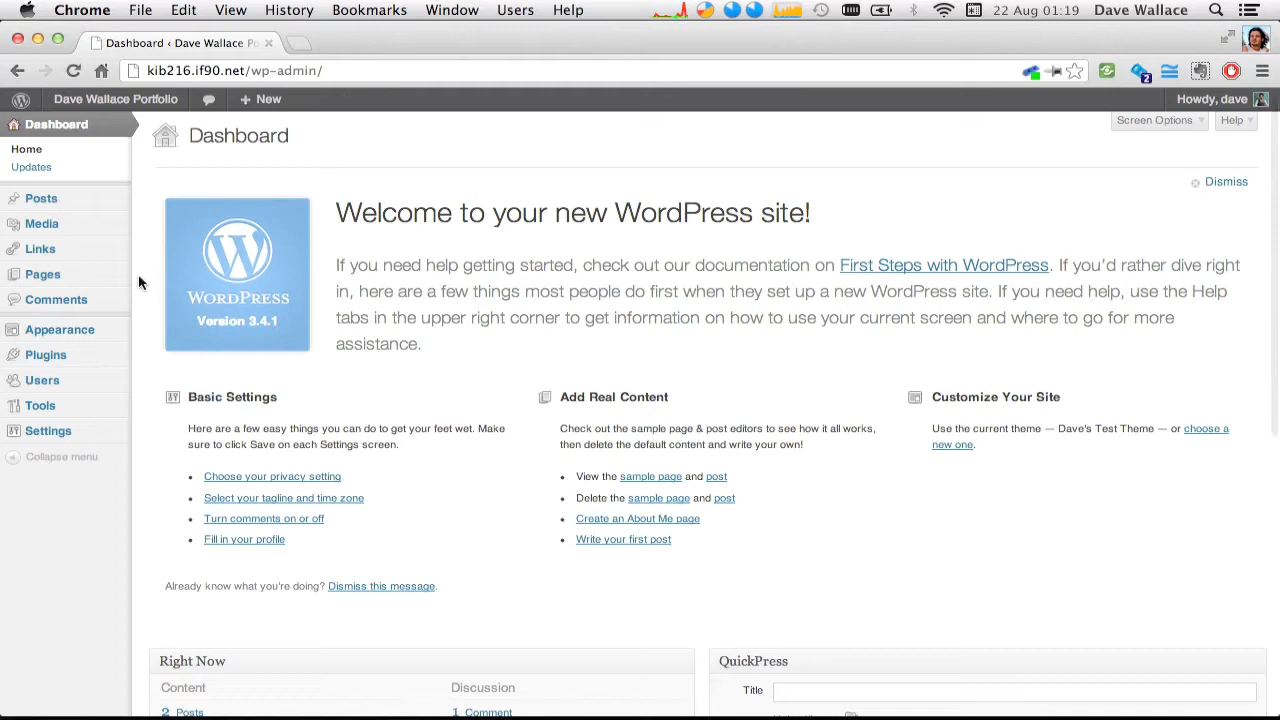 Chrome File Edit View History Bookmarks Window Users Help 22 Aug 01:19 Dave Wallace
Dashboard ‹ Dave Wallace Po
kib216.if90.net/wp-admin/
2
Dave Wallace Portfolio + New Howdy, dave
Dashboard
Home
Updates
Posts
Media
Links
Pages
Comments
Appearance
Plugins
Users
Tools
Settings
Collapse menu
Dashboard
Screen Options Help
Dismiss
WORDPRESS
Version 3.4.1
Welcome to your new WordPress site!
If you need help getting started, check out our documentation on First Steps with WordPress. If you’d rather dive right
in, here are a few things most people do first when they set up a new WordPress site. If you need help, use the Help
tabs in the upper right corner to get information on how to use your current screen and where to go for more
assistance.
Basic Settings
Here are a few easy things you can do to get your feet wet. Make
sure to click Save on each Settings screen.
• Choose your privacy setting
• Select your tagline and time zone
• Turn comments on or off
• Fill in your profile
Add Real Content
Check out the sample page & post editors to see how it all works,
then delete the default content and write your own!
• View the sample page and post
• Delete the sample page and post
• Create an About Me page
• Write your first post
Customize Your Site
Use the current theme — Dave's Test Theme — or choose a
new one.
Already know what you're doing? Dismiss this message.
Right Now
Content Discussion
2 Posts 1 Comment
QuickPress
Title